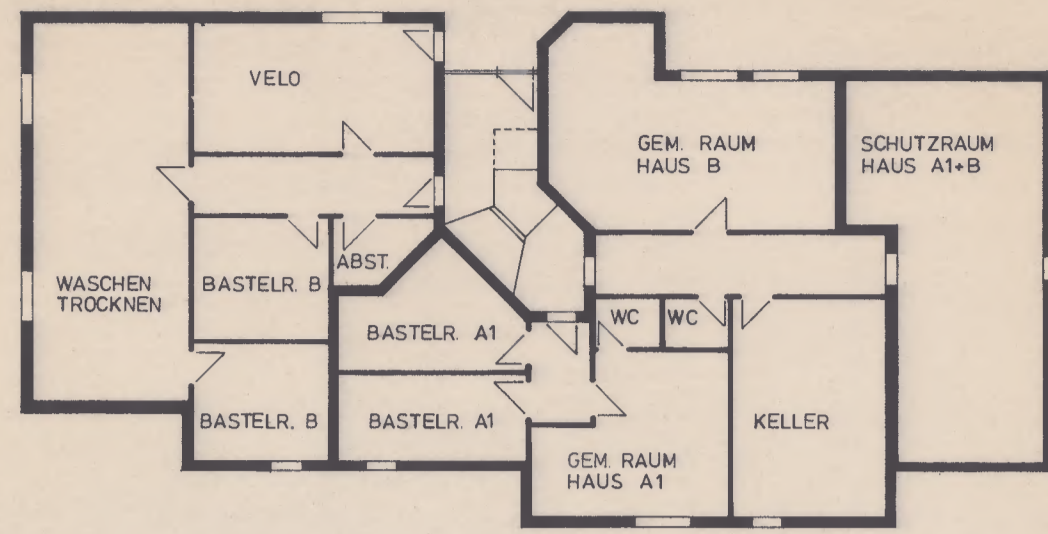 VELO
GEM. RAUM
HAUS B
SCHUTZRAUM
HAUS A1+B
WASCHEN
TROCKNEN
BASTELR. B
ABST.
BASTELR. A1
WC
WC
BASTELR. B
BASTELR. A1
GEM. RAUM
HAUS A1
KELLER